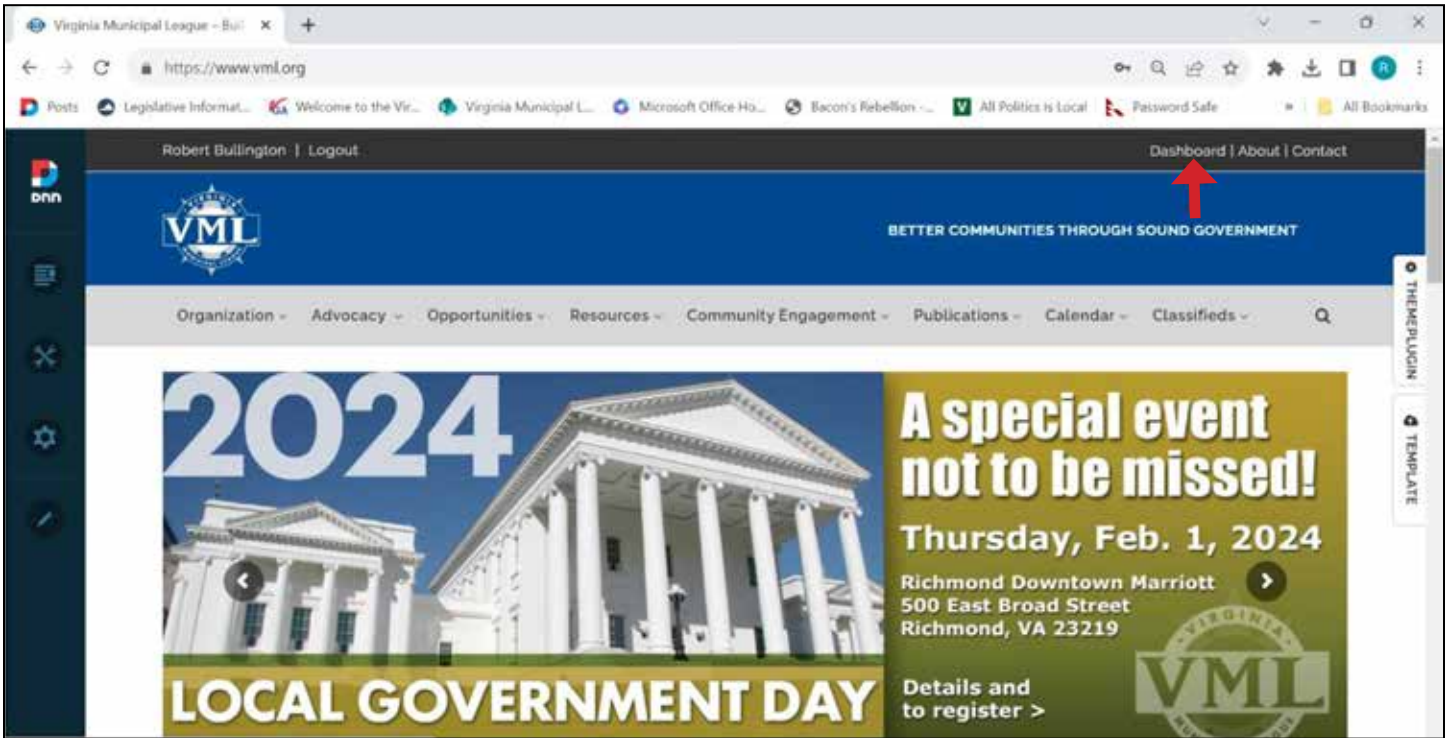 Virginia Municipal League – Buil
https://www.vml.org
R
Posts
Legislative Informat...
Welcome to the Vir...
Virginia Municipal L...
Microsoft Office Ho...
Bacon's Rebellion -...
All Politics is Local
Password Safe
»
All Bookmarks
Robert Bullington | Logout
Dashboard | About | Contact
DNN
VIRGINIA
VML
BETTER COMMUNITIES THROUGH SOUND GOVERNMENT
THEMEPLUGIN
TEMPLATE
Organization
Advocacy
Opportunities
Resources
Community Engagement
Publications
Calendar
Classifieds
2024
LOCAL GOVERNMENT DAY
A special event
not to be missed!
Thursday, Feb. 1, 2024
Richmond Downtown Marriott
500 East Broad Street
Richmond, VA 23219
Details and
to register >
VIRGINIA
VML